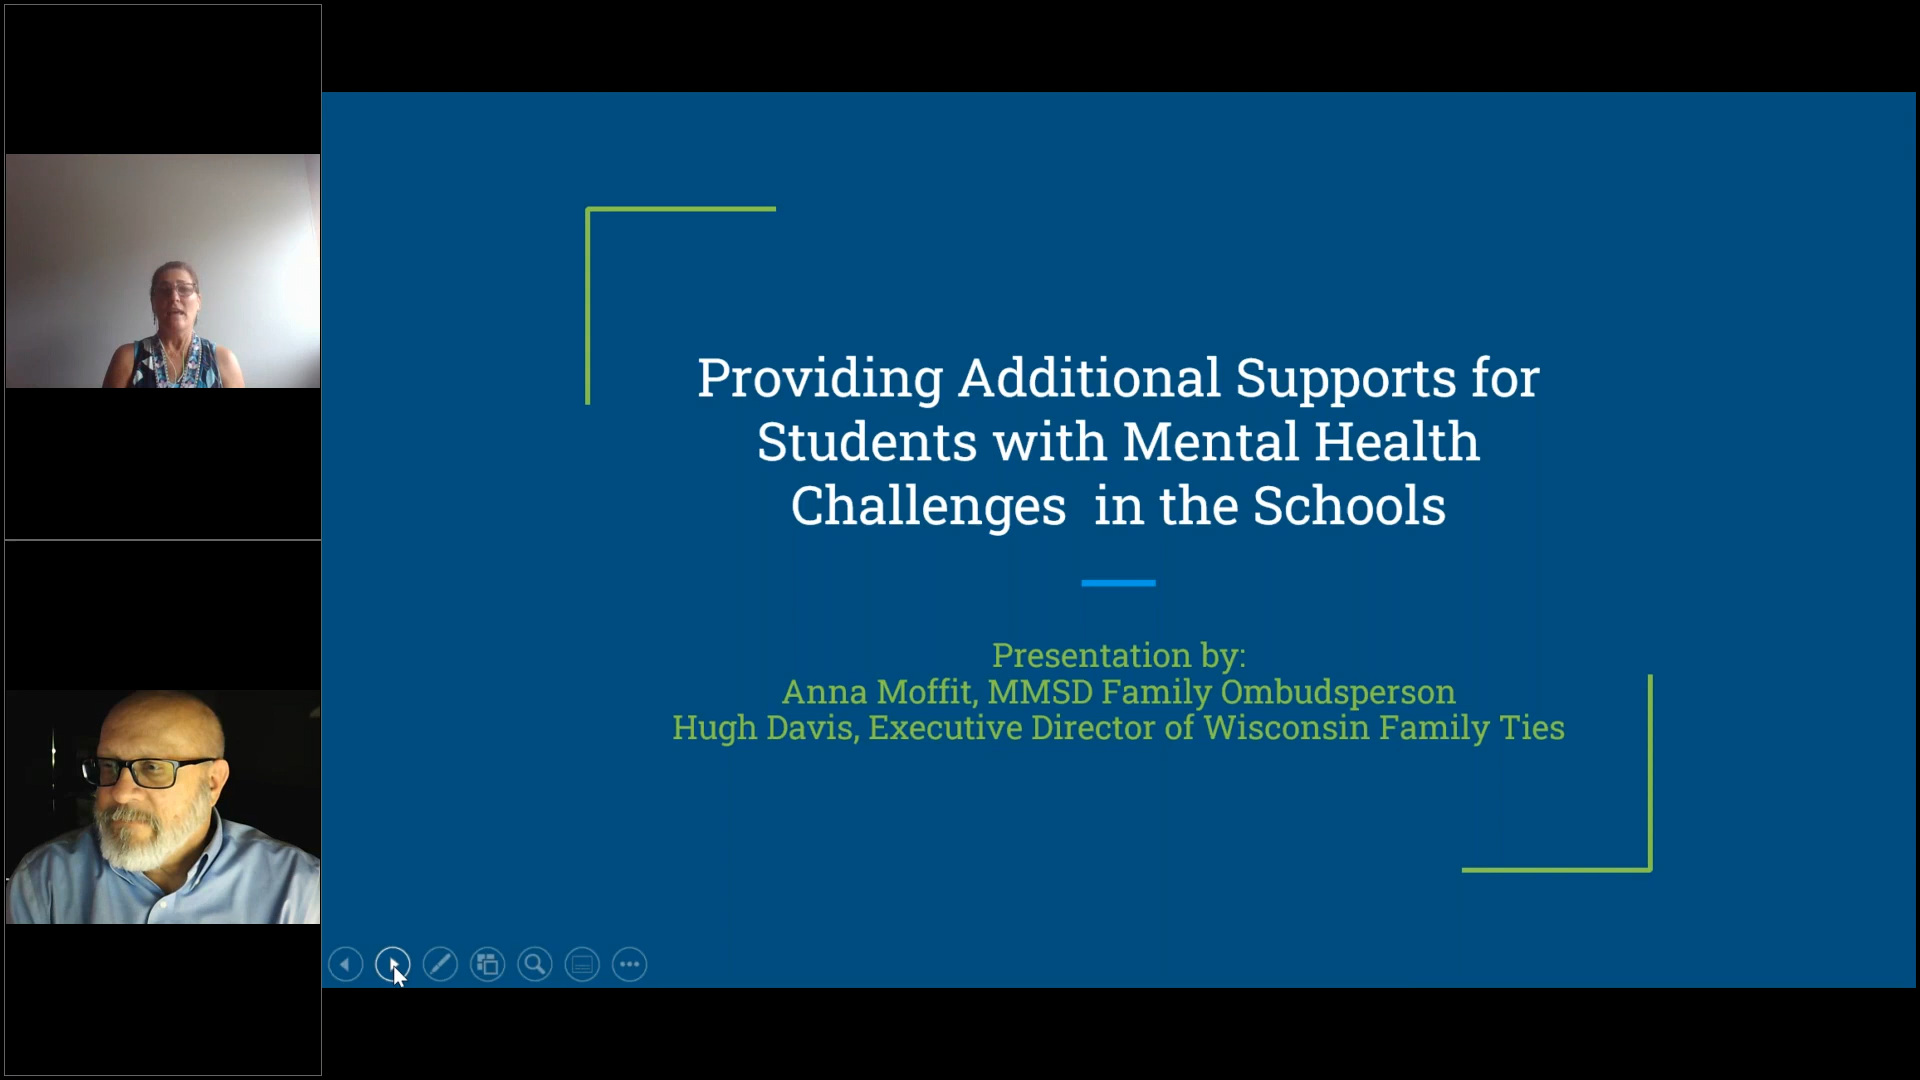 Providing Additional Supports for
Students with Mental Health
Challenges  in the Schools
Presentation by:
Anna Moffit, MMSD Family Ombudsperson
Hugh Davis, Executive Director of Wisconsin Family Ties